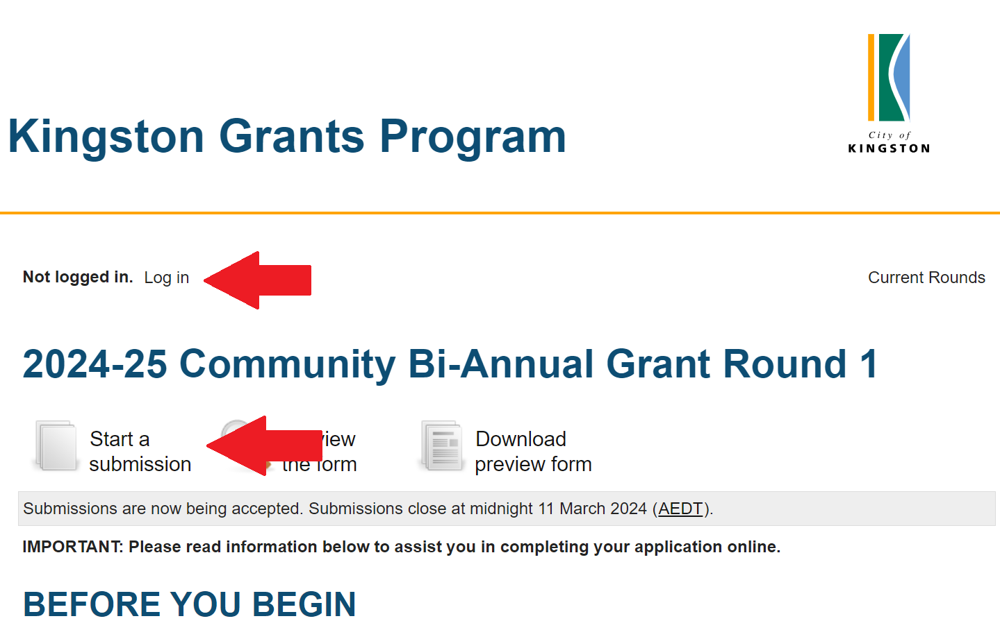 City of
KINGSTON
Kingston Grants Program
Not logged in. Log in
Current Rounds
2024-25 Community Bi-Annual Grant Round 1
Start a
submission
view
the form
Download
preview form
Submissions are now being accepted. Submissions close at midnight 11 March 2024 (AEDT).
IMPORTANT: Please read information below to assist you in completing your application online.
BEFORE YOU BEGIN